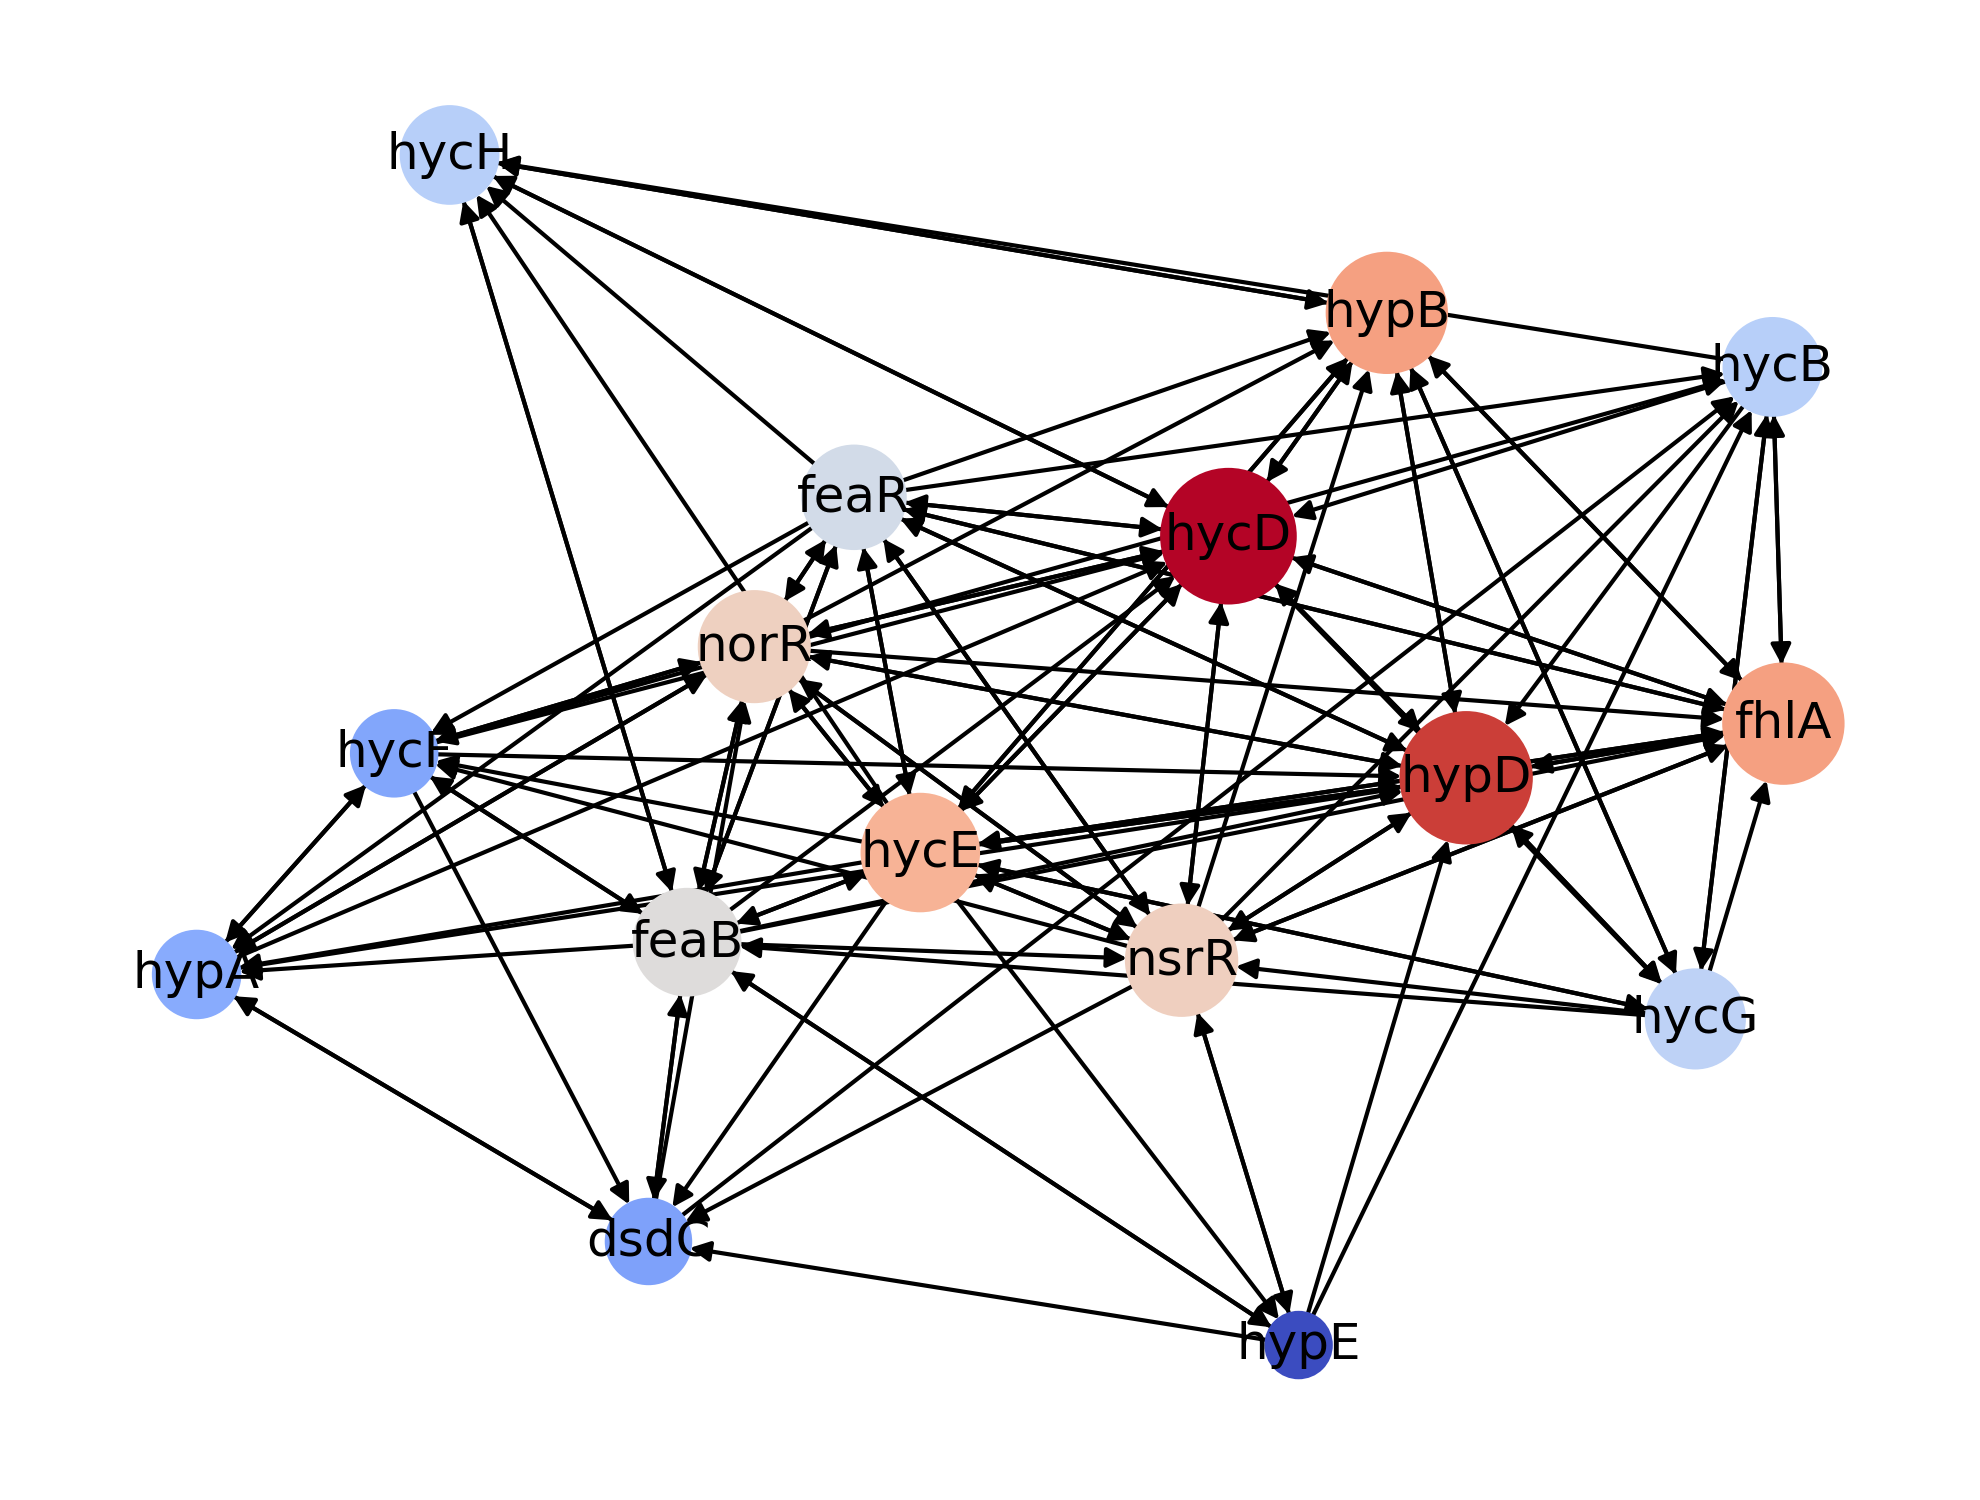 hycH
hypB
hycB
feaR
hycD
norR
fhlA
hycF
hypD
hycE
feaB
nsrR
hypA
hycG
dsdC
hypE